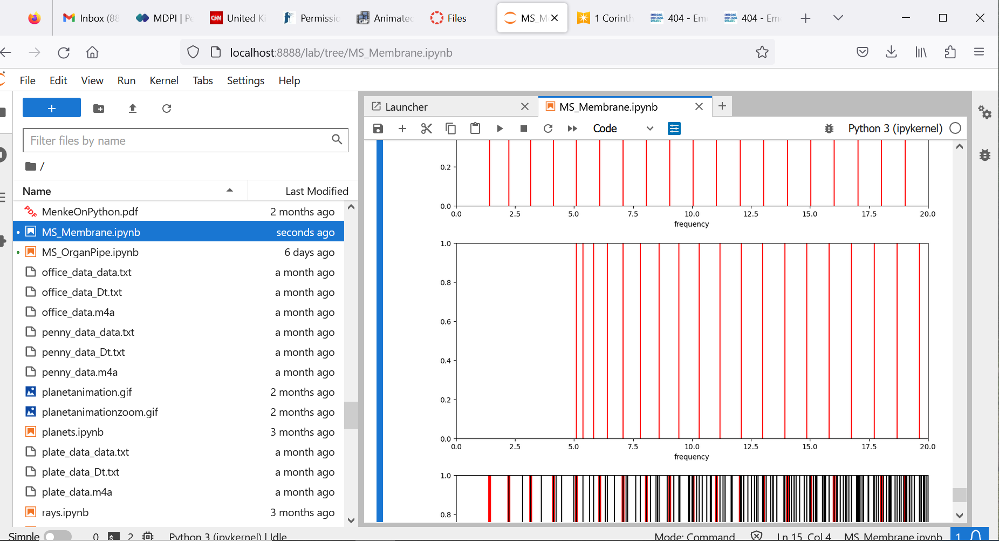 Inbox (88
MDPI | Pe
CNN
United Ki
Permissio
Animated
Files
MS_M
1 Corinth
404 - Eme
404 - Eme
localhost:8888/lab/tree/MS_Membrane.ipynb
File Edit View Run Kernel Tabs Settings Help
Launcher
MS_Membrane.ipynb
Code
Python 3 (ipykernel)
Filter files by name
/
Name Last Modified
MenkeOnPython.pdf 2 months ago
MS_Membrane.ipynb seconds ago
MS_OrganPipe.ipynb 6 days ago
office_data_data.txt a month ago
office_data_Dt.txt a month ago
office_data.m4a a month ago
penny_data_data.txt a month ago
penny_data_Dt.txt a month ago
penny_data.m4a a month ago
planetanimation.gif 2 months ago
planetanimationzoom.gif 2 months ago
planets.ipynb 3 months ago
plate_data_data.txt a month ago
plate_data_Dt.txt a month ago
plate_data.m4a a month ago
rays.ipynb 3 months ago
0.2
0.0
0.0 2.5 5.0 7.5 10.0 12.5 15.0 17.5 20.0
frequency
1.0
0.8
0.6
0.4
0.2
0.0
0.0 2.5 5.0 7.5 10.0 12.5 15.0 17.5 20.0
frequency
1.0
0.8
Simple 0 2 Python 3 (ipykernel) | Idle Mode: Command Ln 15, Col 4 MS_Membrane.ipynb 1